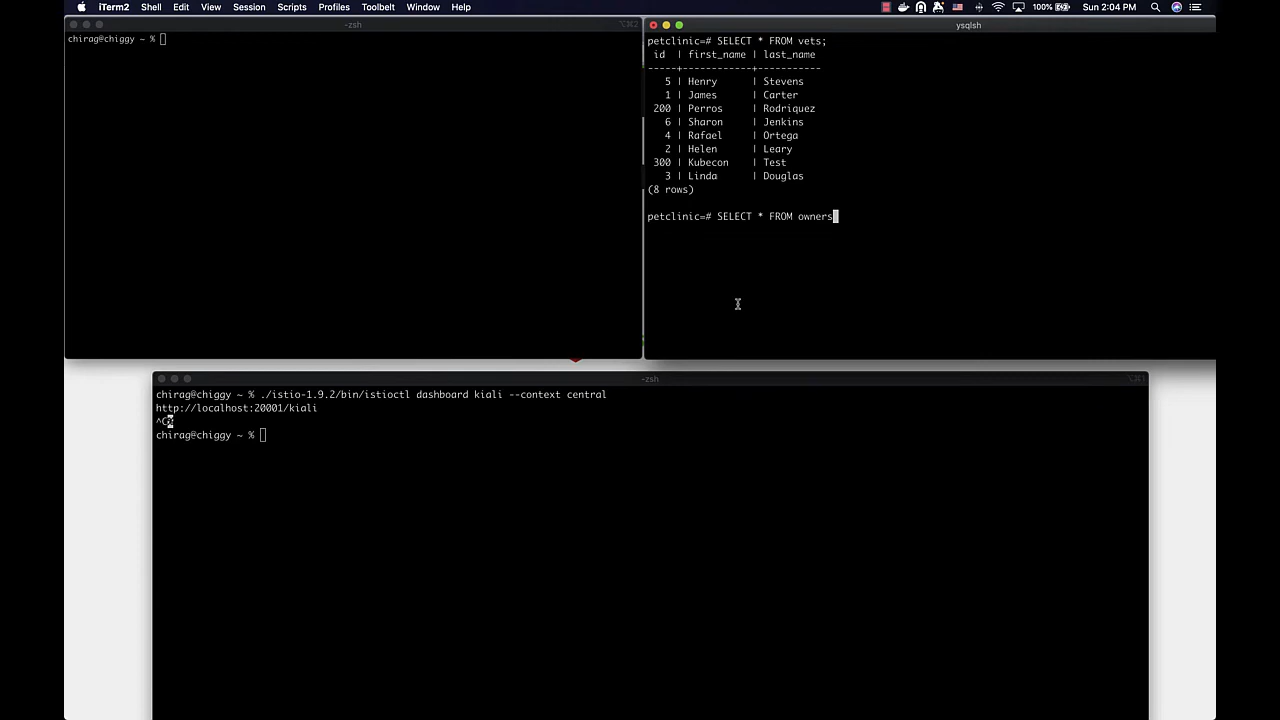 iTerm2 Shell Edit View Session Scripts Profiles Toolbelt Window Help 100% Sun 2:04 PM
-zsh ⌥⌘2
chirag@chiggy ~ %
ysqlsh
petclinic=# SELECT * FROM vets;
id | first_name | last_name
-----+------------+-----------
5 | Henry | Stevens
1 | James | Carter
200 | Perros | Rodriquez
6 | Sharon | Jenkins
4 | Rafael | Ortega
2 | Helen | Leary
300 | Kubecon | Test
3 | Linda | Douglas
(8 rows)
petclinic=# SELECT * FROM owners
-zsh ⌥⌘1
chirag@chiggy ~ % ./istio-1.9.2/bin/istioctl dashboard kiali --context central
http://localhost:20001/kiali
^C
chirag@chiggy ~ %